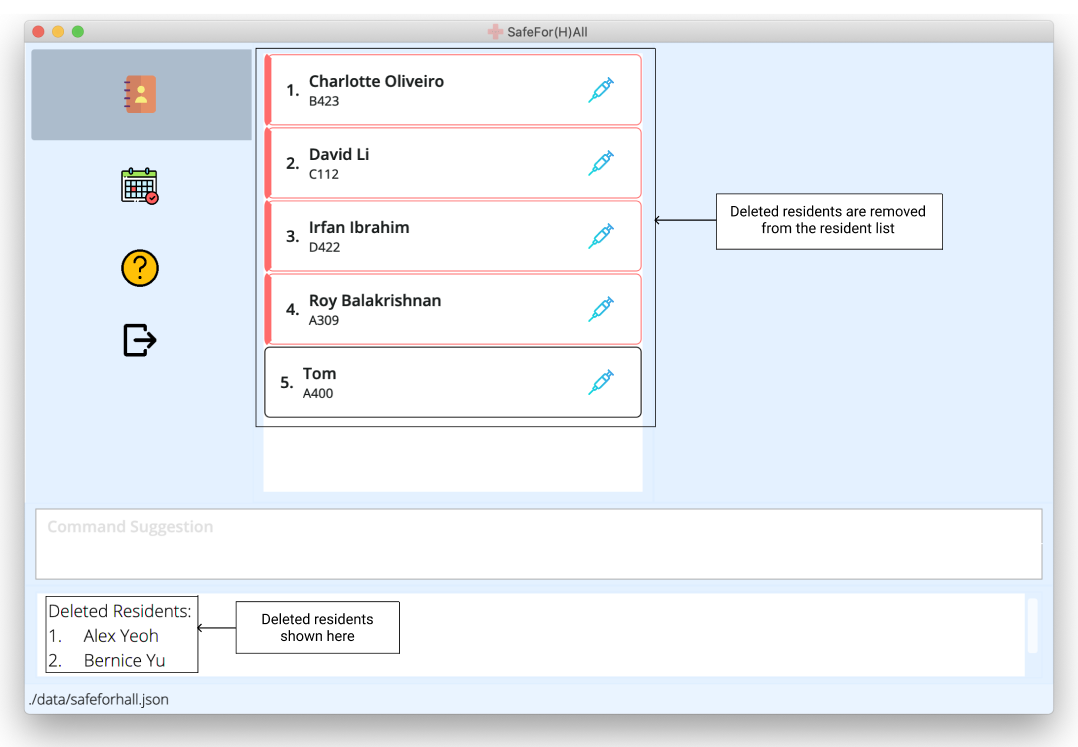 SafeFor(H)All
1. Charlotte Oliveiro
B423
2. David Li
C112
3. Irfan Ibrahim
D422
4. Roy Balakrishnan
A309
5. Tom
A400
Deleted residents are removed
from the resident list
Command Suggestion
Deleted Residents:
1. Alex Yeoh
2. Bernice Yu
Deleted residents
shown here
./data/safeforhall.json